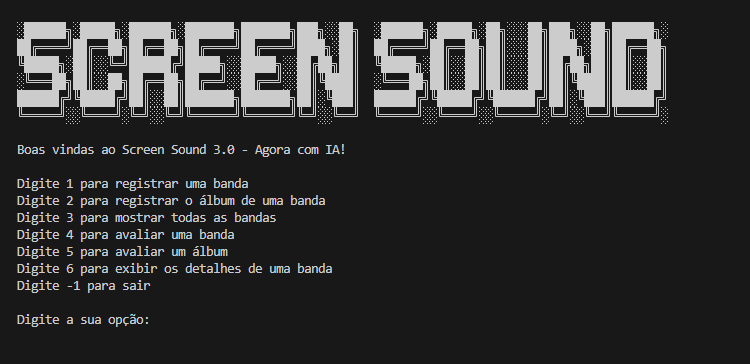 SCREEN SOUND
Boas vindas ao Screen Sound 3.0 - Agora com IA!
Digite 1 para registrar uma banda
Digite 2 para registrar o álbum de uma banda
Digite 3 para mostrar todas as bandas
Digite 4 para avaliar uma banda
Digite 5 para avaliar um álbum
Digite 6 para exibir os detalhes de uma banda
Digite -1 para sair
Digite a sua opção: